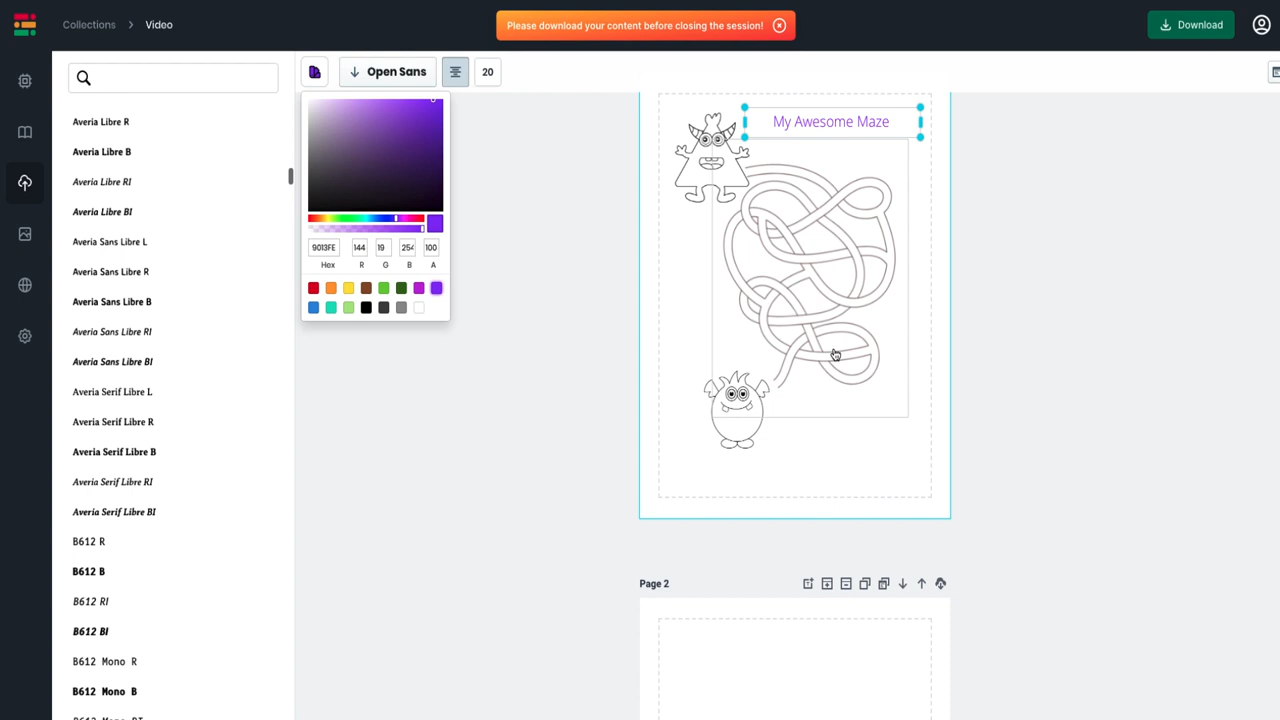 Collections
Video
Please download your content before closing the session!
Download
Open Sans
20
Averia Libre R
Averia Libre B
Averia Libre RI
Averia Libre BI
Averia Sans Libre L
Averia Sans Libre R
Averia Sans Libre B
Averia Sans Libre RI
Averia Sans Libre BI
Averia Serif Libre L
Averia Serif Libre R
Averia Serif Libre B
Averia Serif Libre RI
Averia Serif Libre BI
B612 R
B612 B
B612 RI
B612 BI
B612 Mono R
B612 Mono B
9013FE 144 19 254 100
Hex R G B A
My Awesome Maze
Page 2